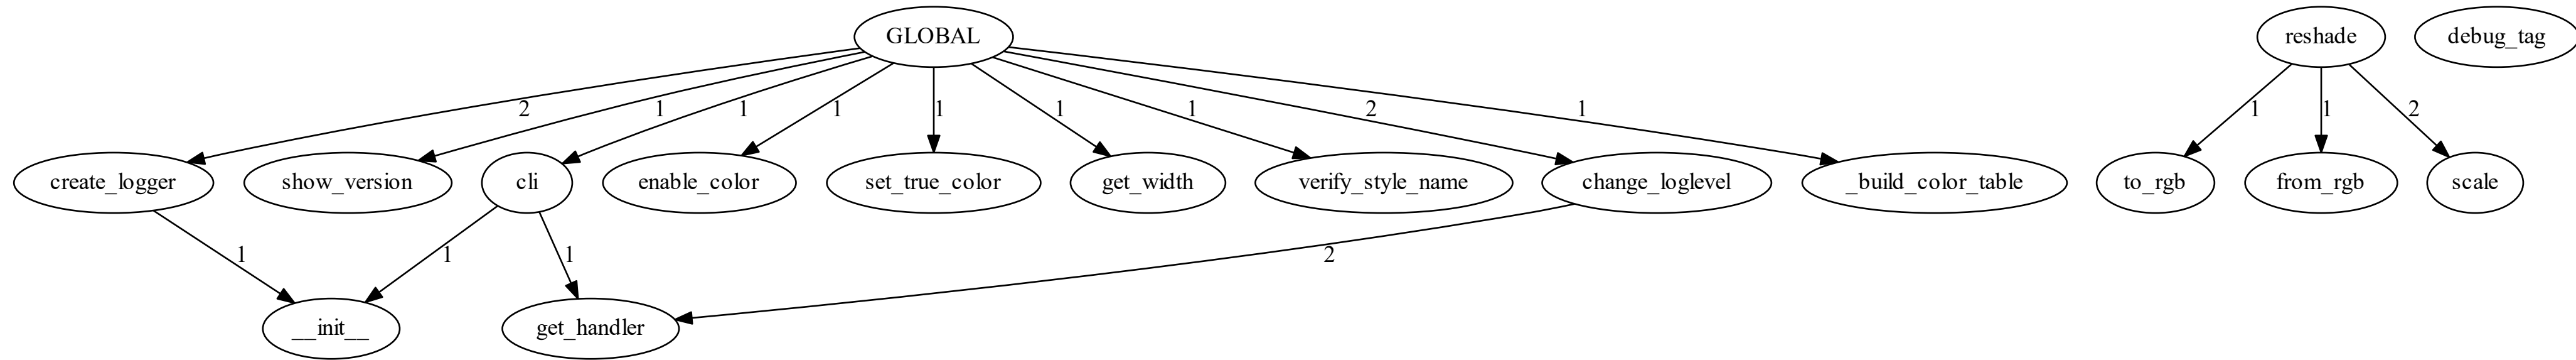 GLOBAL
reshade
debug_tag
2
1
1
1
1
1
1
2
1
1
1
2
create_logger
show_version
cli
enable_color
set_true_color
get_width
verify_style_name
change_loglevel
_build_color_table
to_rgb
from_rgb
scale
1
1
1
2
__init__
get_handler